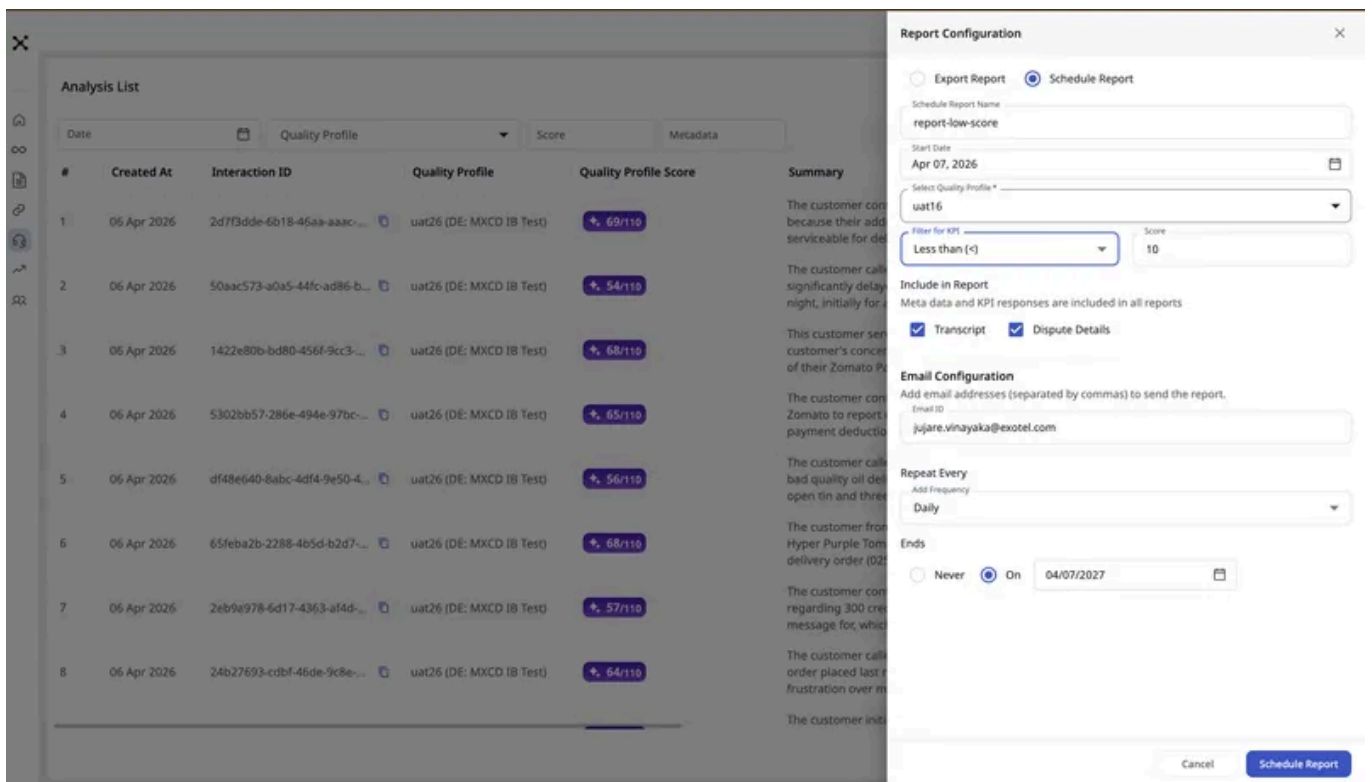 Analysis List
Date
Quality Profile
Score
Metadata
# Created At Interaction ID Quality Profile Quality Profile Score Summary
1 06 Apr 2026 2d7f3dde-6b18-46aa-aaac-... uat26 (DE: MXCD IB Test) 69/110
The customer con
because their add
serviceable for del
2 06 Apr 2026 50aac573-a0a5-44fc-ad86-b... uat26 (DE: MXCD IB Test) 54/110
The customer calle
significantly delaye
night, initially for a
3 06 Apr 2026 1422e80b-bd80-456f-9cc3-... uat26 (DE: MXCD IB Test) 68/110
This customer serv
customer's concer
of their Zomato Pa
4 06 Apr 2026 5302bb57-286e-494e-97bc-... uat26 (DE: MXCD IB Test) 65/110
The customer con
Zomato to report
payment deductio
5 06 Apr 2026 df48e640-8abc-4df4-9e50-4... uat26 (DE: MXCD IB Test) 56/110
The customer calle
bad quality oil deli
open tin and three
6 06 Apr 2026 65feba2b-2288-4b5d-b2d7-... uat26 (DE: MXCD IB Test) 68/110
The customer from
Hyper Purple Tom
delivery order (02
7 06 Apr 2026 2eb9e978-6d17-4363-af4d-... uat26 (DE: MXCD IB Test) 57/110
The customer con
regarding 300 cre
message for, whic
8 06 Apr 2026 24b27693-cdbf-46de-9c8e-... uat26 (DE: MXCD IB Test) 64/110
The customer calle
order placed last n
frustration over m
The customer initi
Report Configuration
Export Report
Schedule Report
Schedule Report Name
report-low-score
Start Date
Apr 07, 2026
Select Quality Profile *
uat16
Filter for KPI
Less than (<)
Score
10
Include in Report
Meta data and KPI responses are included in all reports
Transcript
Dispute Details
Email Configuration
Add email addresses (separated by commas) to send the report.
Email ID
jujare.vinayaka@exotel.com
Repeat Every
Add Frequency
Daily
Ends
Never
On
04/07/2027
Cancel
Schedule Report